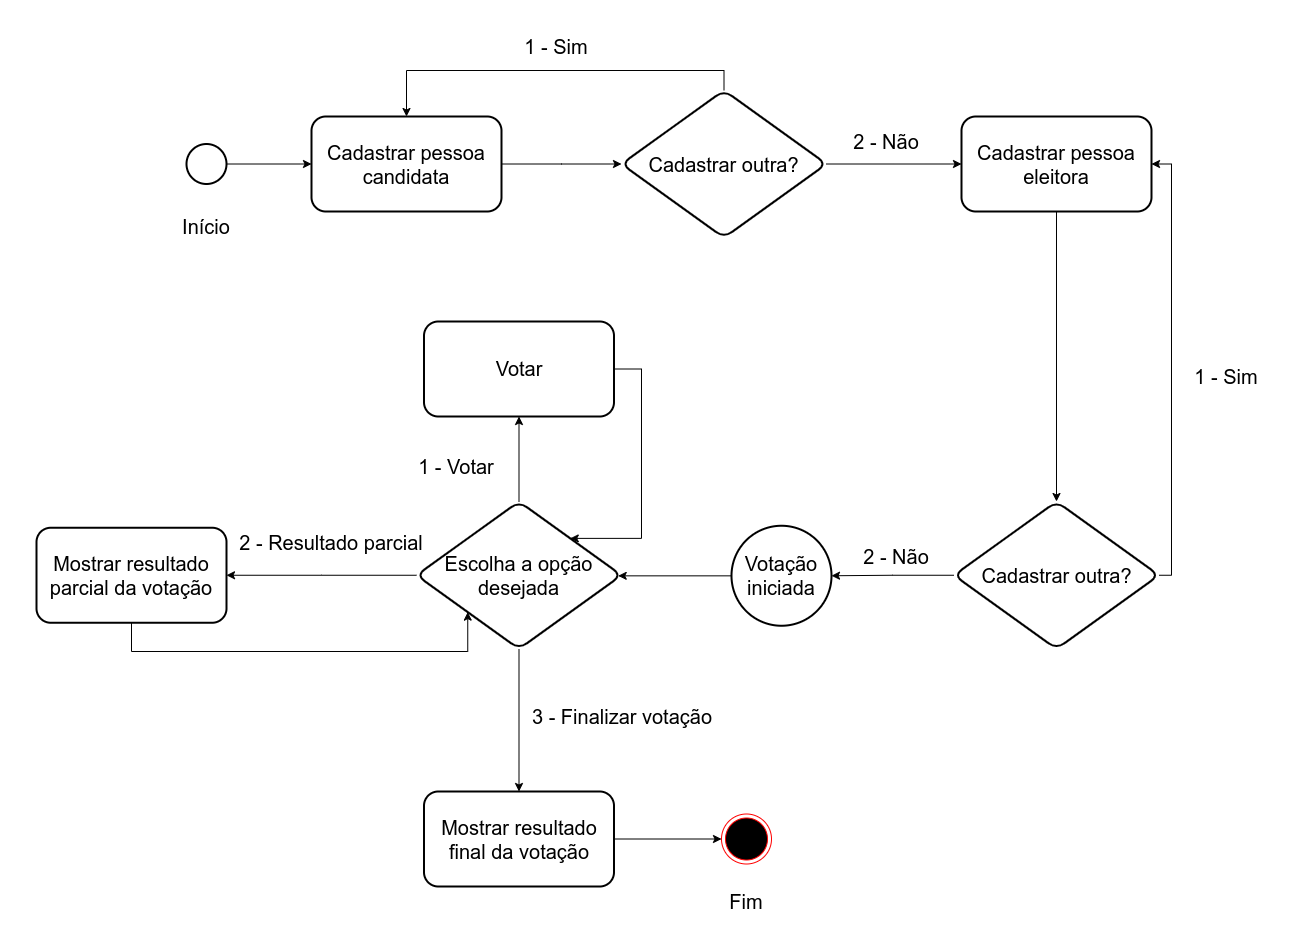 1 - Sim
Cadastrar pessoa
candidata
Cadastrar outra?
2 - Não
Cadastrar pessoa
eleitora
Início
Votar
1 - Sim
1 - Votar
2 - Resultado parcial
Mostrar resultado
parcial da votação
Escolha a opção
desejada
Votação
iniciada
2 - Não
Cadastrar outra?
3 - Finalizar votação
Mostrar resultado
final da votação
Fim